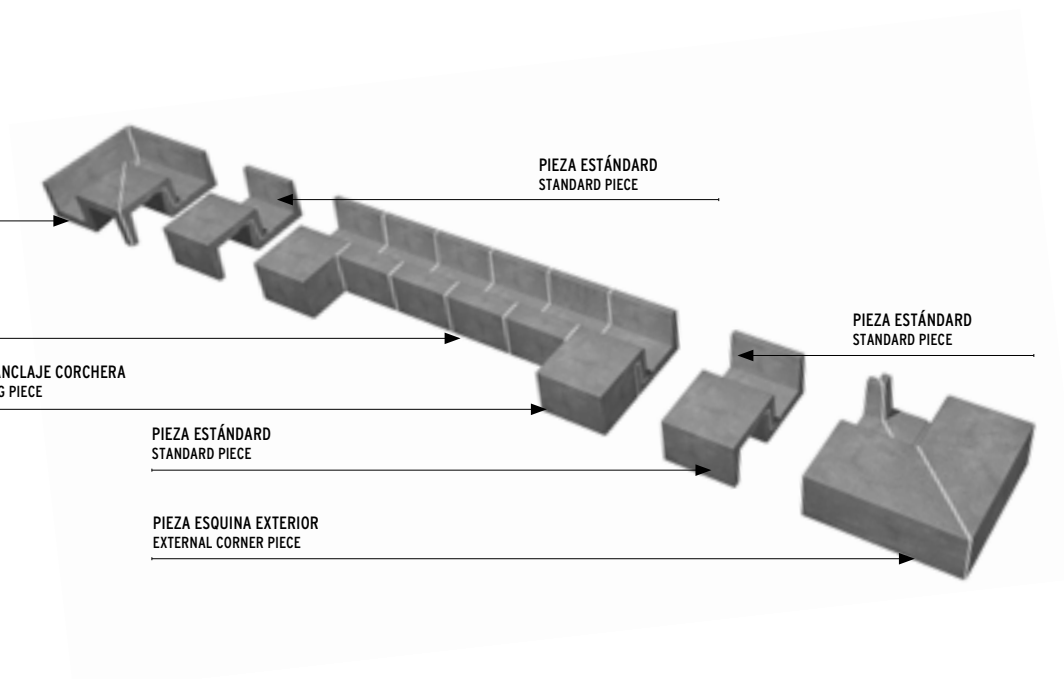 PIEZA ESTÁNDARD
STANDARD PIECE
PIEZA ESTÁNDARD
STANDARD PIECE
CORCHERA
PIECE
PIEZA ESTÁNDARD
STANDARD PIECE
PIEZA ESQUINA EXTERIOR
EXTERNAL CORNER PIECE